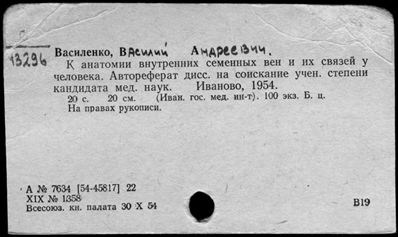 13296
Василенко, Василий Андреевич.
К анатомии внутренних семенных вен и их связей у
человека. Автореферат дисс. на соискание учен. степени
кандидата мед. наук. Иваново, 1954.
20 с. 20 см. (Иван. гос. мед. ин-т). 100 экз. Б. ц.
На правах рукописи.
А № 7634 [54-45817] 22
XIX № 1358
Всесоюз. кн. палата 30 X 54
В19